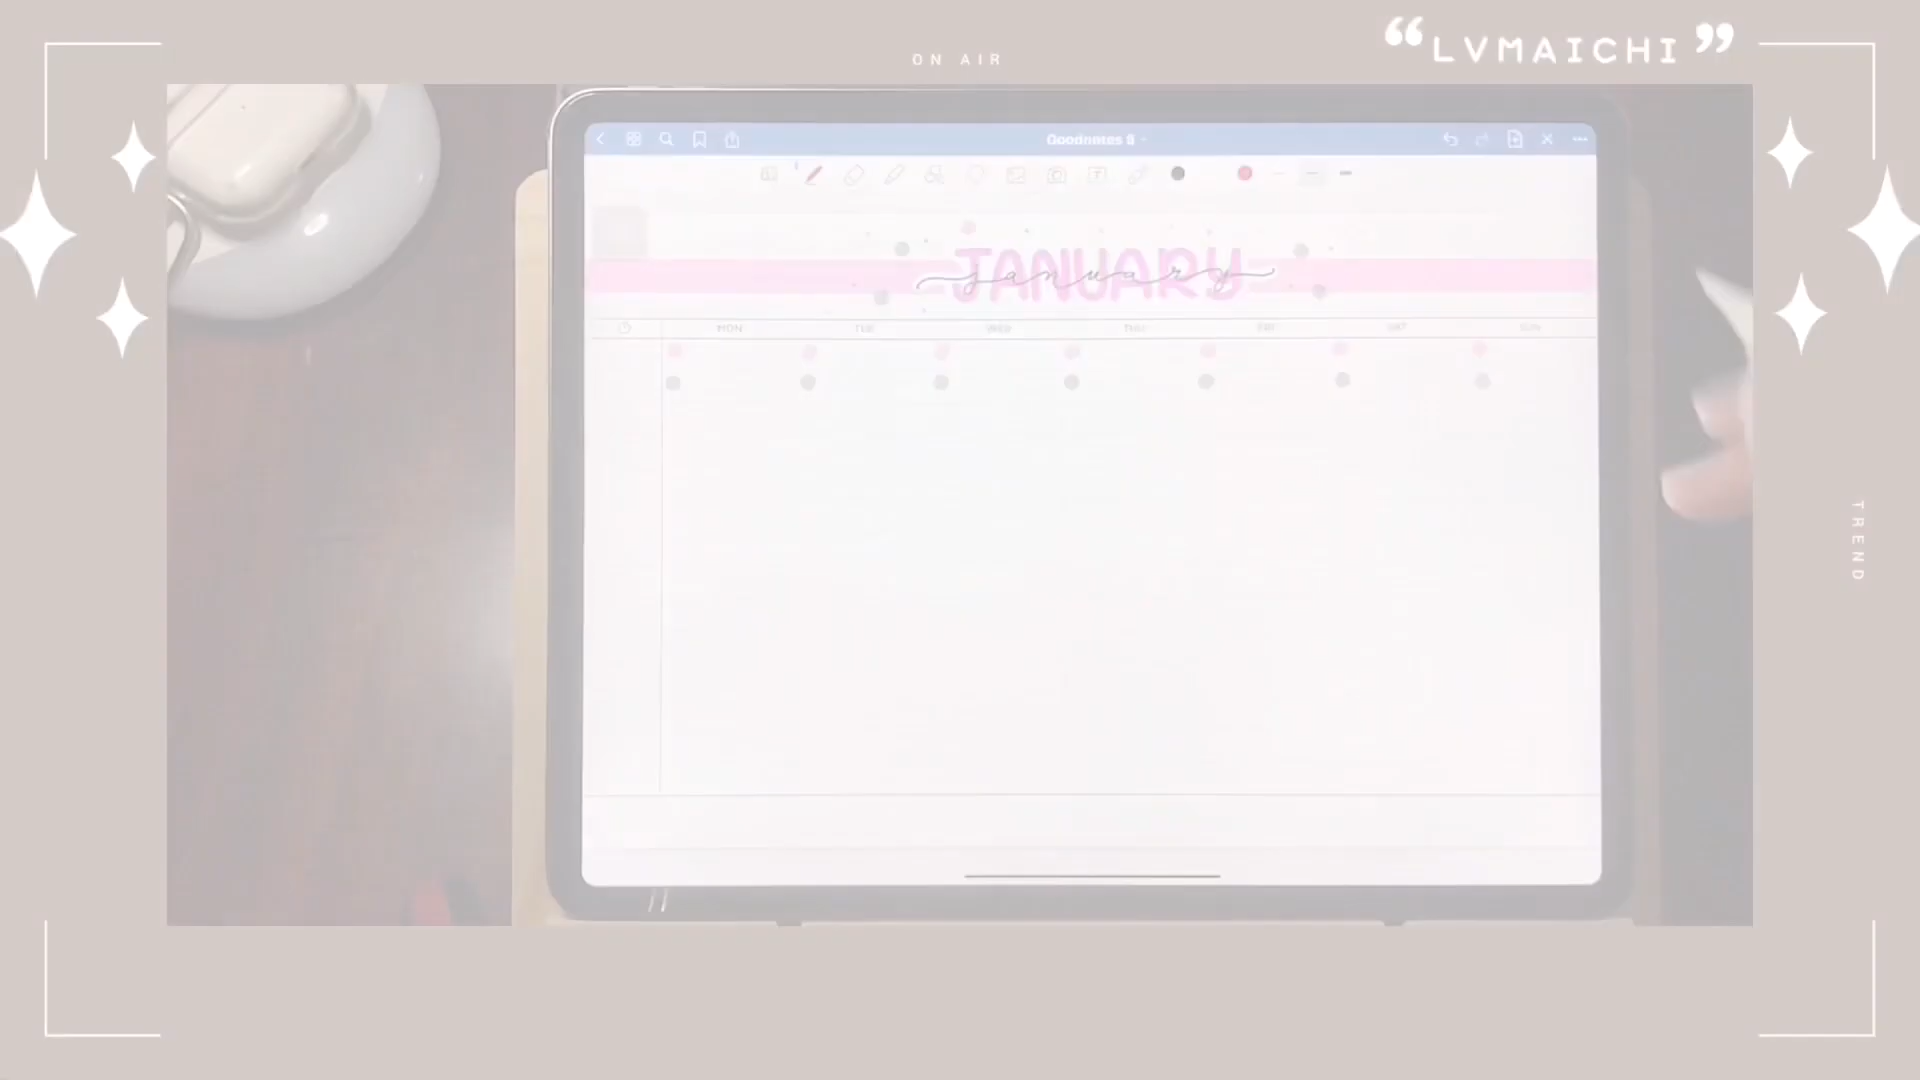 “LVMAICHI”
ON AIR
Goodnotes 5
JANUARY
january
MON TUE WED THU FRI SAT SUN
TREND